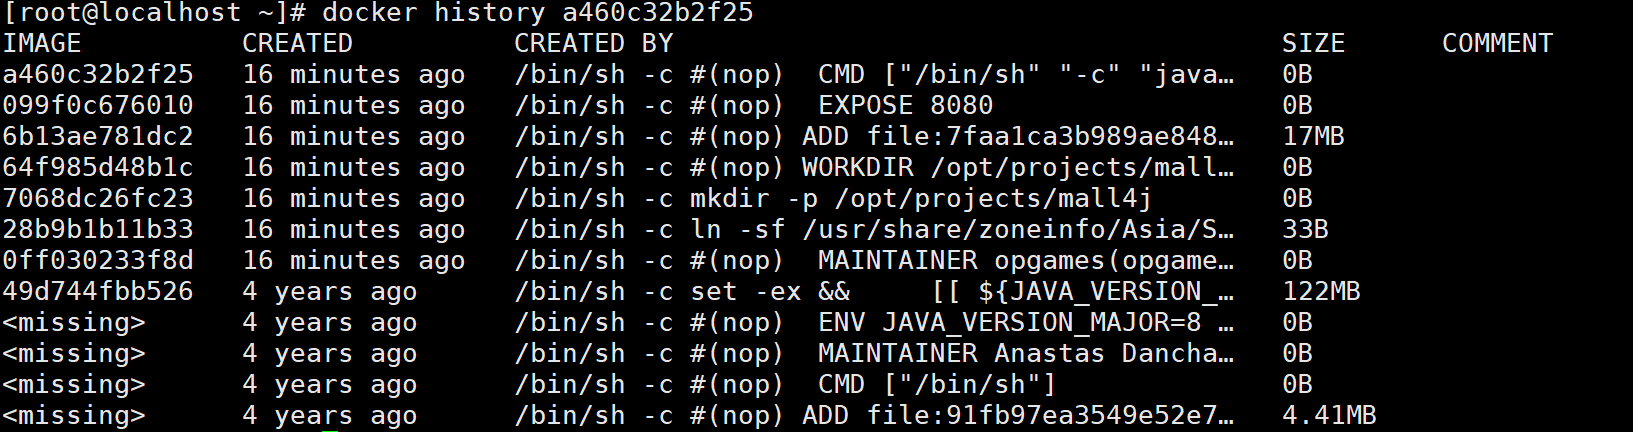 [root@localhost ~]# docker history a460c32b2f25
IMAGE          CREATED          CREATED BY                                      SIZE      COMMENT
a460c32b2f25   16 minutes ago   /bin/sh -c #(nop)  CMD ["/bin/sh" "-c" "java…   0B
099f0c676010   16 minutes ago   /bin/sh -c #(nop)  EXPOSE 8080                  0B
6b13ae781dc2   16 minutes ago   /bin/sh -c #(nop) ADD file:7faa1ca3b989ae848…   17MB
64f985d48b1c   16 minutes ago   /bin/sh -c #(nop) WORKDIR /opt/projects/mall…   0B
7068dc26fc23   16 minutes ago   /bin/sh -c mkdir -p /opt/projects/mall4j        0B
28b9b1b11b33   16 minutes ago   /bin/sh -c ln -sf /usr/share/zoneinfo/Asia/S…   33B
0ff030233f8d   16 minutes ago   /bin/sh -c #(nop)  MAINTAINER opgames(opgame…   0B
49d744fbb526   4 years ago      /bin/sh -c set -ex &&     [[ ${JAVA_VERSION_…   122MB
<missing>      4 years ago      /bin/sh -c #(nop)  ENV JAVA_VERSION_MAJOR=8 …   0B
<missing>      4 years ago      /bin/sh -c #(nop)  MAINTAINER Anastas Dancha…   0B
<missing>      4 years ago      /bin/sh -c #(nop)  CMD ["/bin/sh"]              0B
<missing>      4 years ago      /bin/sh -c #(nop) ADD file:91fb97ea3549e52e7…   4.41MB